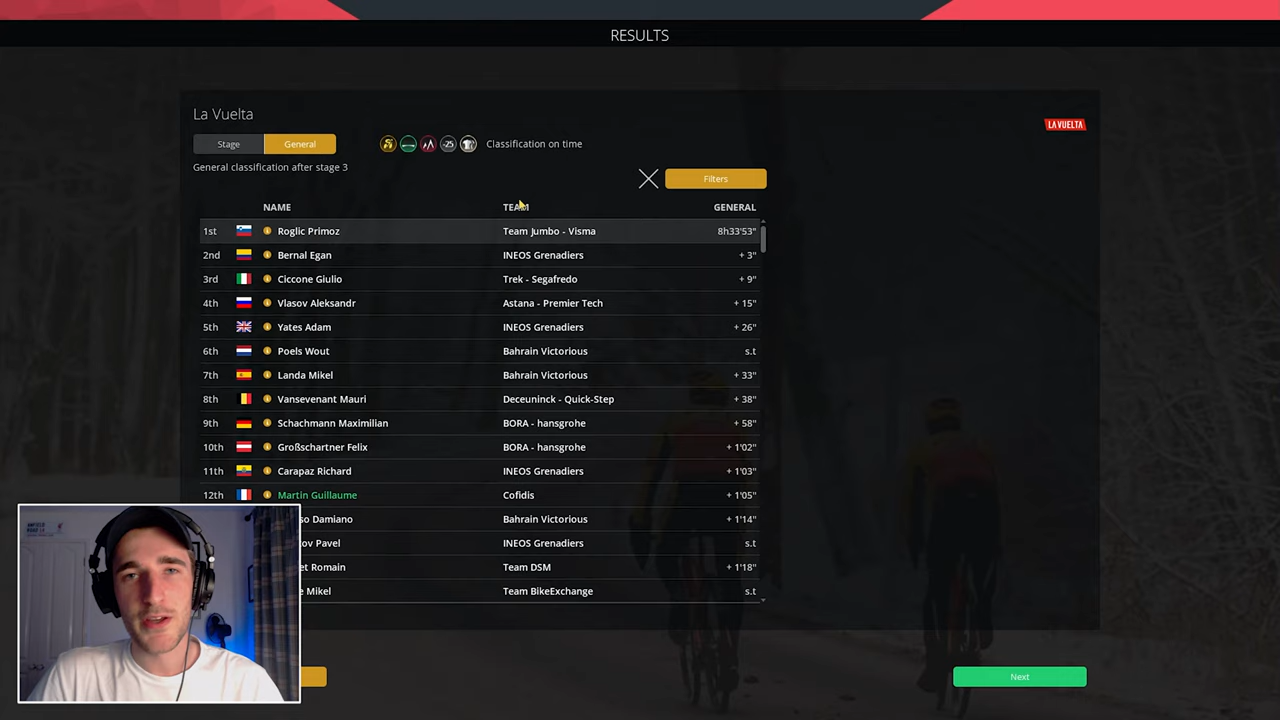 RESULTS
La Vuelta
LA VUELTA
Stage General Classification on time
General classification after stage 3
Filters
NAME TEAM GENERAL
1st Roglic Primoz Team Jumbo - Visma 8h33'53"
2nd Bernal Egan INEOS Grenadiers + 3"
3rd Ciccone Giulio Trek - Segafredo + 9"
4th Vlasov Aleksandr Astana - Premier Tech + 15"
5th Yates Adam INEOS Grenadiers + 26"
6th Poels Wout Bahrain Victorious s.t
7th Landa Mikel Bahrain Victorious + 33"
8th Vansevenant Mauri Deceuninck - Quick-Step + 38"
9th Schachmann Maximilian BORA - hansgrohe + 58"
10th Großschartner Felix BORA - hansgrohe + 1'02"
11th Carapaz Richard INEOS Grenadiers + 1'03"
12th Martin Guillaume Cofidis + 1'05"
so Damiano Bahrain Victorious + 1'14"
ov Pavel INEOS Grenadiers s.t
et Romain Team DSM + 1'18"
e Mikel Team BikeExchange s.t
Next